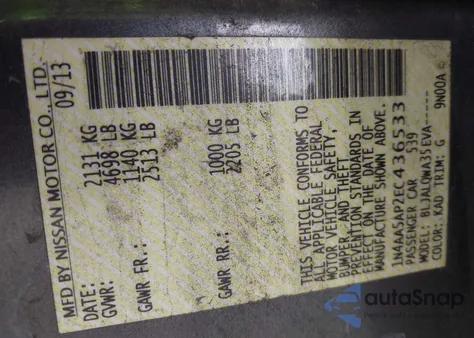 MFD BY NISSAN MOTOR CO., LTD.
DATE: 09/13
GVWR: 2131 KG
4698 LB
GAWR FR.: 1140 KG
2513 LB
GAWR RR.: 1000 KG
2205 LB
THIS VEHICLE CONFORMS TO
ALL APPLICABLE FEDERAL
MOTOR VEHICLE SAFETY,
BUMPER, AND THEFT
PREVENTION STANDARDS IN
EFFECT ON THE DATE OF
MANUFACTURE SHOWN ABOVE.
1N4AA5AP2EC436533
PASSENGER CAR 539
MODEL: BLJALQWA35EVA-----
COLOR: KAD TRIM: G 9N00A
autoSnap